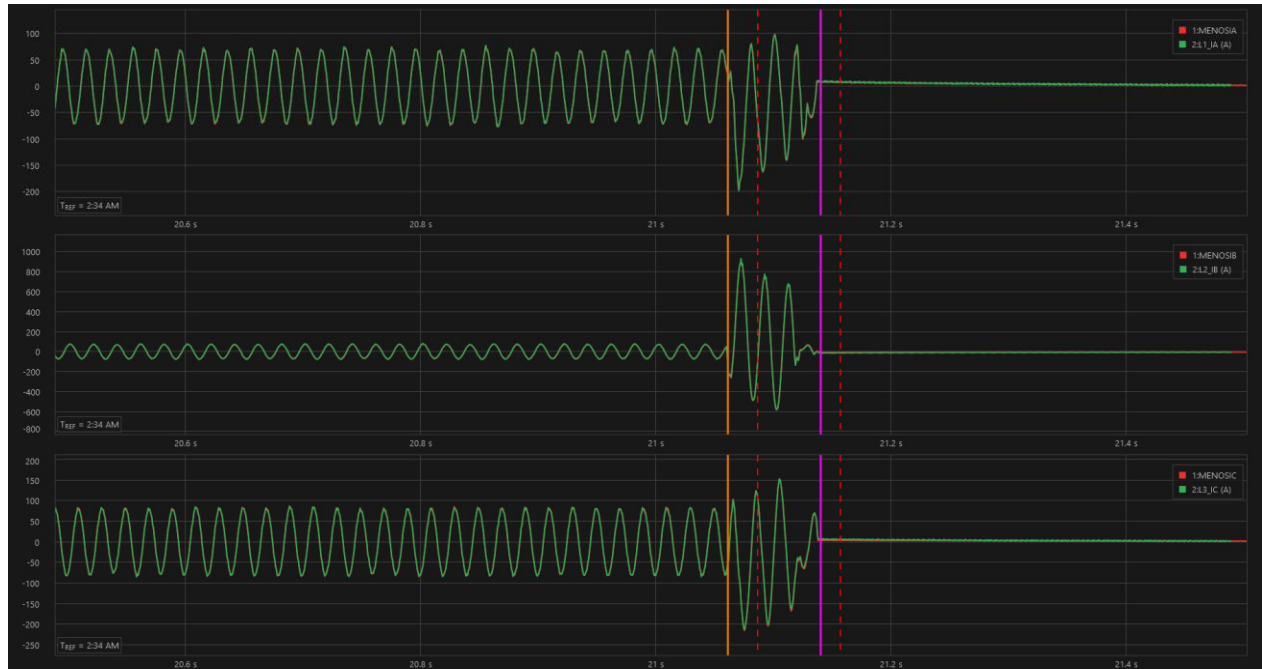 100
50
0
-50
-100
-150
-200
1:MENOSIA
2:L1_IA (A)
TREF = 2:34 AM
20.6 s 20.8 s 21 s 21.2 s 21.4 s
1000
800
600
400
200
0
-200
-400
-600
-800
1:MENOSIB
2:L2_IB (A)
TREF = 2:34 AM
20.6 s 20.8 s 21 s 21.2 s 21.4 s
200
150
100
50
0
-50
-100
-150
-200
-250
1:MENOSIC
2:L3_IC (A)
TREF = 2:34 AM
20.6 s 20.8 s 21 s 21.2 s 21.4 s